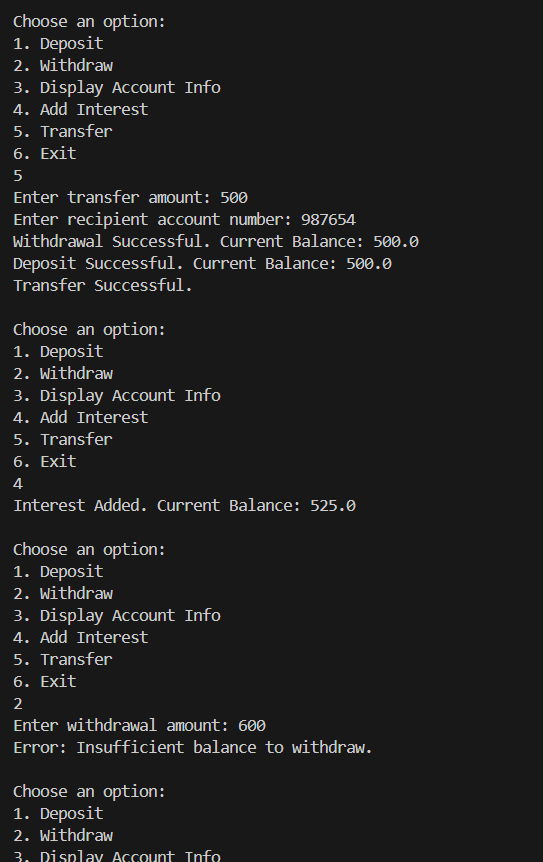 Choose an option:
1. Deposit
2. Withdraw
3. Display Account Info
4. Add Interest
5. Transfer
6. Exit
5
Enter transfer amount: 500
Enter recipient account number: 987654
Withdrawal Successful. Current Balance: 500.0
Deposit Successful. Current Balance: 500.0
Transfer Successful.
Choose an option:
1. Deposit
2. Withdraw
3. Display Account Info
4. Add Interest
5. Transfer
6. Exit
4
Interest Added. Current Balance: 525.0
Choose an option:
1. Deposit
2. Withdraw
3. Display Account Info
4. Add Interest
5. Transfer
6. Exit
2
Enter withdrawal amount: 600
Error: Insufficient balance to withdraw.
Choose an option:
1. Deposit
2. Withdraw
3. Display Account Info